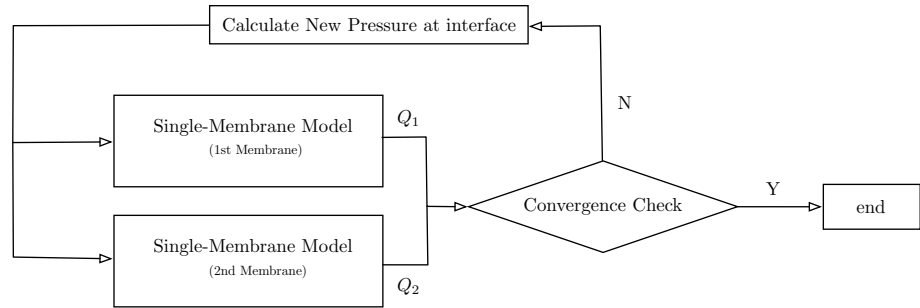 Calculate New Pressure at interface
N
Single-Membrane Model
(1st Membrane)
Q₁
Convergence Check
Y
end
Single-Membrane Model
(2nd Membrane)
Q₂